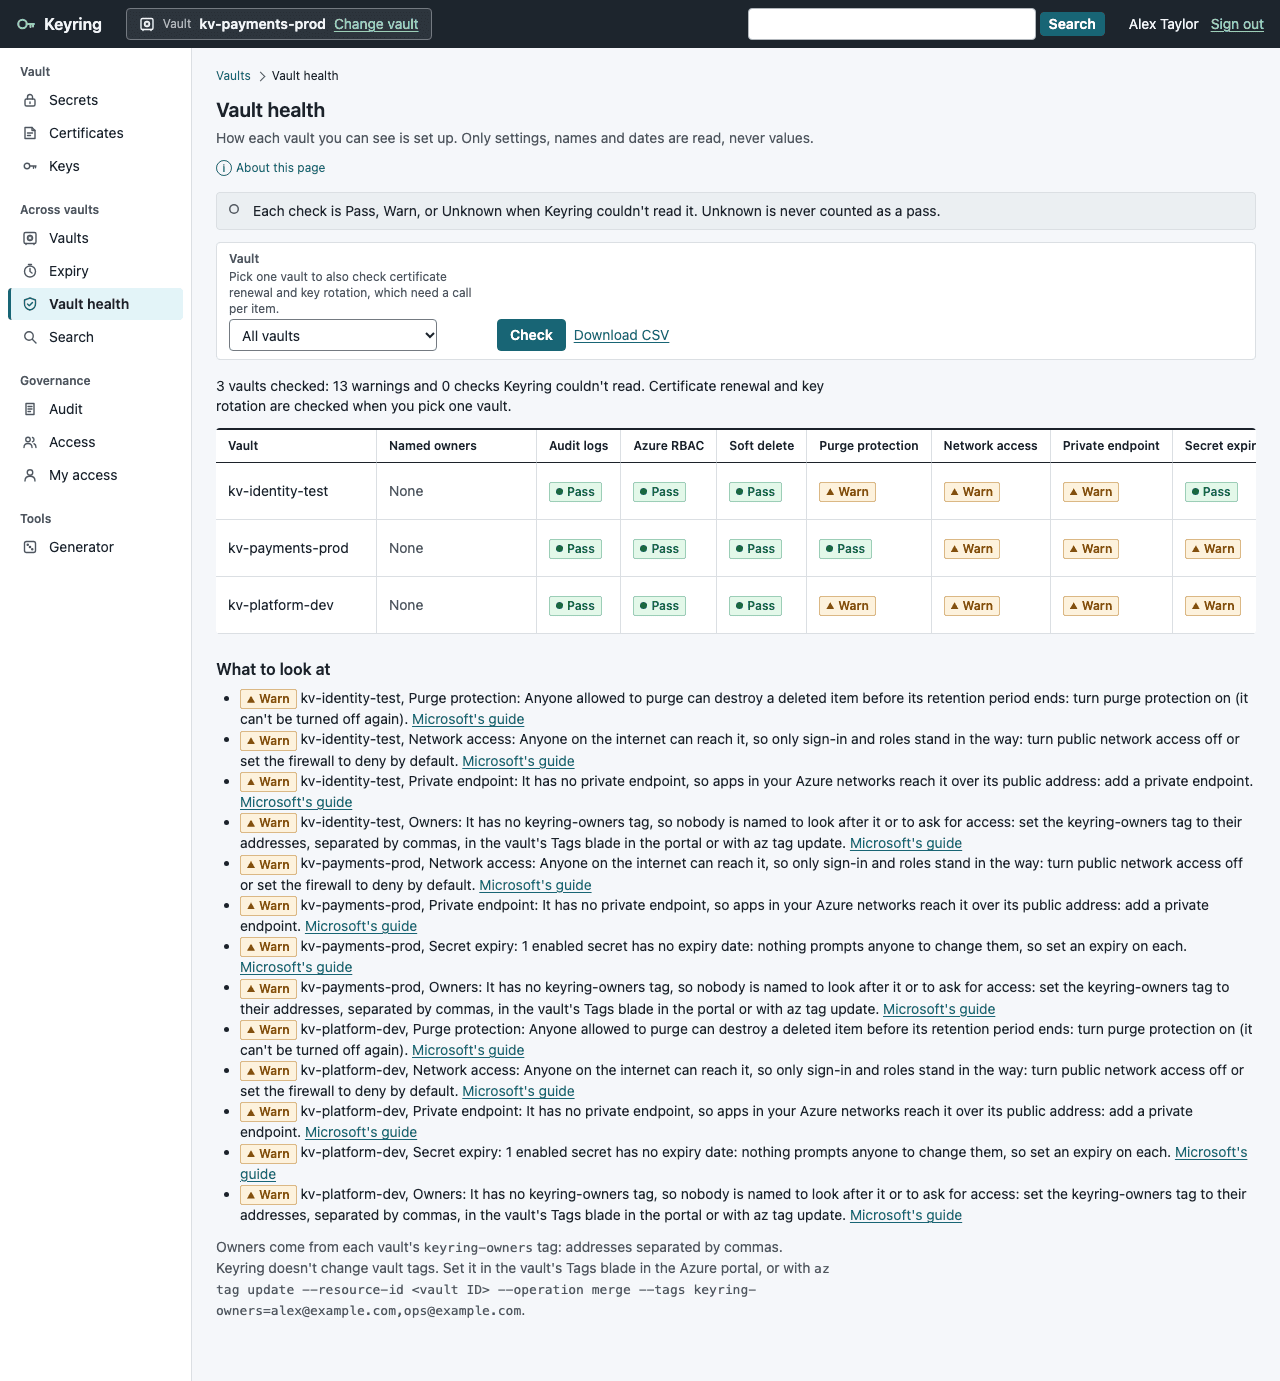 Keyring
Vault kv-payments-prod Change vault
Search
Alex Taylor Sign out
Vault
Secrets
Certificates
Keys
Across vaults
Vaults
Expiry
Vault health
Search
Governance
Audit
Access
My access
Tools
Generator
Vaults > Vault health
Vault health
How each vault you can see is set up. Only settings, names and dates are read, never values.
About this page
Each check is Pass, Warn, or Unknown when Keyring couldn't read it. Unknown is never counted as a pass.
Vault
Pick one vault to also check certificate
renewal and key rotation, which need a call
per item.
All vaults
Check Download CSV
3 vaults checked: 13 warnings and 0 checks Keyring couldn't read. Certificate renewal and key
rotation are checked when you pick one vault.
Vault Named owners Audit logs Azure RBAC Soft delete Purge protection Network access Private endpoint Secret expir
kv-identity-test None Pass Pass Pass Warn Warn Warn Pass
kv-payments-prod None Pass Pass Pass Pass Warn Warn Warn
kv-platform-dev None Pass Pass Pass Warn Warn Warn Warn
What to look at
Warn kv-identity-test, Purge protection: Anyone allowed to purge can destroy a deleted item before its retention period ends: turn purge protection on (it
can't be turned off again). Microsoft's guide
Warn kv-identity-test, Network access: Anyone on the internet can reach it, so only sign-in and roles stand in the way: turn public network access off or
set the firewall to deny by default. Microsoft's guide
Warn kv-identity-test, Private endpoint: It has no private endpoint, so apps in your Azure networks reach it over its public address: add a private endpoint.
Microsoft's guide
Warn kv-identity-test, Owners: It has no keyring-owners tag, so nobody is named to look after it or to ask for access: set the keyring-owners tag to their
addresses, separated by commas, in the vault's Tags blade in the portal or with az tag update. Microsoft's guide
Warn kv-payments-prod, Network access: Anyone on the internet can reach it, so only sign-in and roles stand in the way: turn public network access off
or set the firewall to deny by default. Microsoft's guide
Warn kv-payments-prod, Private endpoint: It has no private endpoint, so apps in your Azure networks reach it over its public address: add a private
endpoint. Microsoft's guide
Warn kv-payments-prod, Secret expiry: 1 enabled secret has no expiry date: nothing prompts anyone to change them, so set an expiry on each.
Microsoft's guide
Warn kv-payments-prod, Owners: It has no keyring-owners tag, so nobody is named to look after it or to ask for access: set the keyring-owners tag to
their addresses, separated by commas, in the vault's Tags blade in the portal or with az tag update. Microsoft's guide
Warn kv-platform-dev, Purge protection: Anyone allowed to purge can destroy a deleted item before its retention period ends: turn purge protection on (it
can't be turned off again). Microsoft's guide
Warn kv-platform-dev, Network access: Anyone on the internet can reach it, so only sign-in and roles stand in the way: turn public network access off or
set the firewall to deny by default. Microsoft's guide
Warn kv-platform-dev, Private endpoint: It has no private endpoint, so apps in your Azure networks reach it over its public address: add a private
endpoint. Microsoft's guide
Warn kv-platform-dev, Secret expiry: 1 enabled secret has no expiry date: nothing prompts anyone to change them, so set an expiry on each. Microsoft's
guide
Warn kv-platform-dev, Owners: It has no keyring-owners tag, so nobody is named to look after it or to ask for access: set the keyring-owners tag to their
addresses, separated by commas, in the vault's Tags blade in the portal or with az tag update. Microsoft's guide
Owners come from each vault's keyring-owners tag: addresses separated by commas.
Keyring doesn't change vault tags. Set it in the vault's Tags blade in the Azure portal, or with az
tag update --resource-id <vault ID> --operation merge --tags keyring-
owners=alex@example.com,ops@example.com.